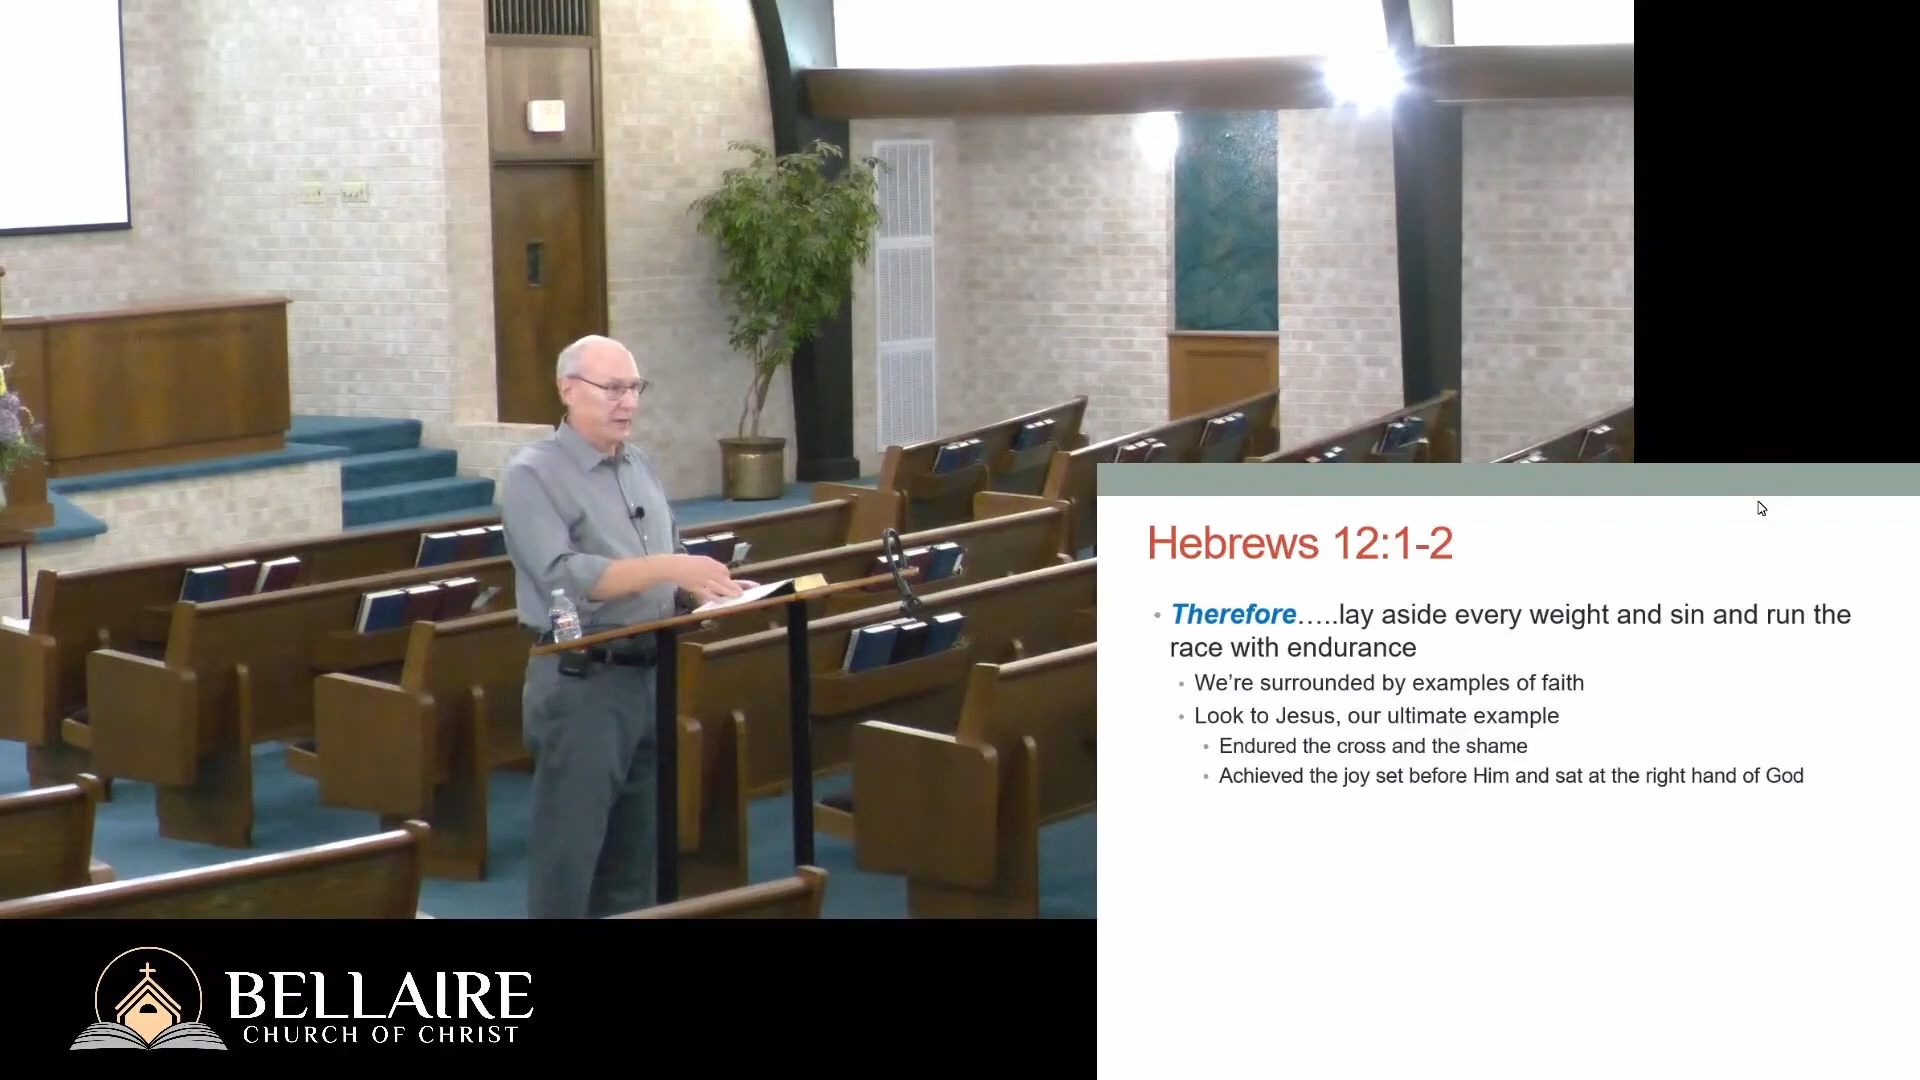 Hebrews 12:1-2
• Therefore…..lay aside every weight and sin and run the
race with endurance
• We’re surrounded by examples of faith
• Look to Jesus, our ultimate example
• Endured the cross and the shame
• Achieved the joy set before Him and sat at the right hand of God
BELLAIRE
CHURCH OF CHRIST